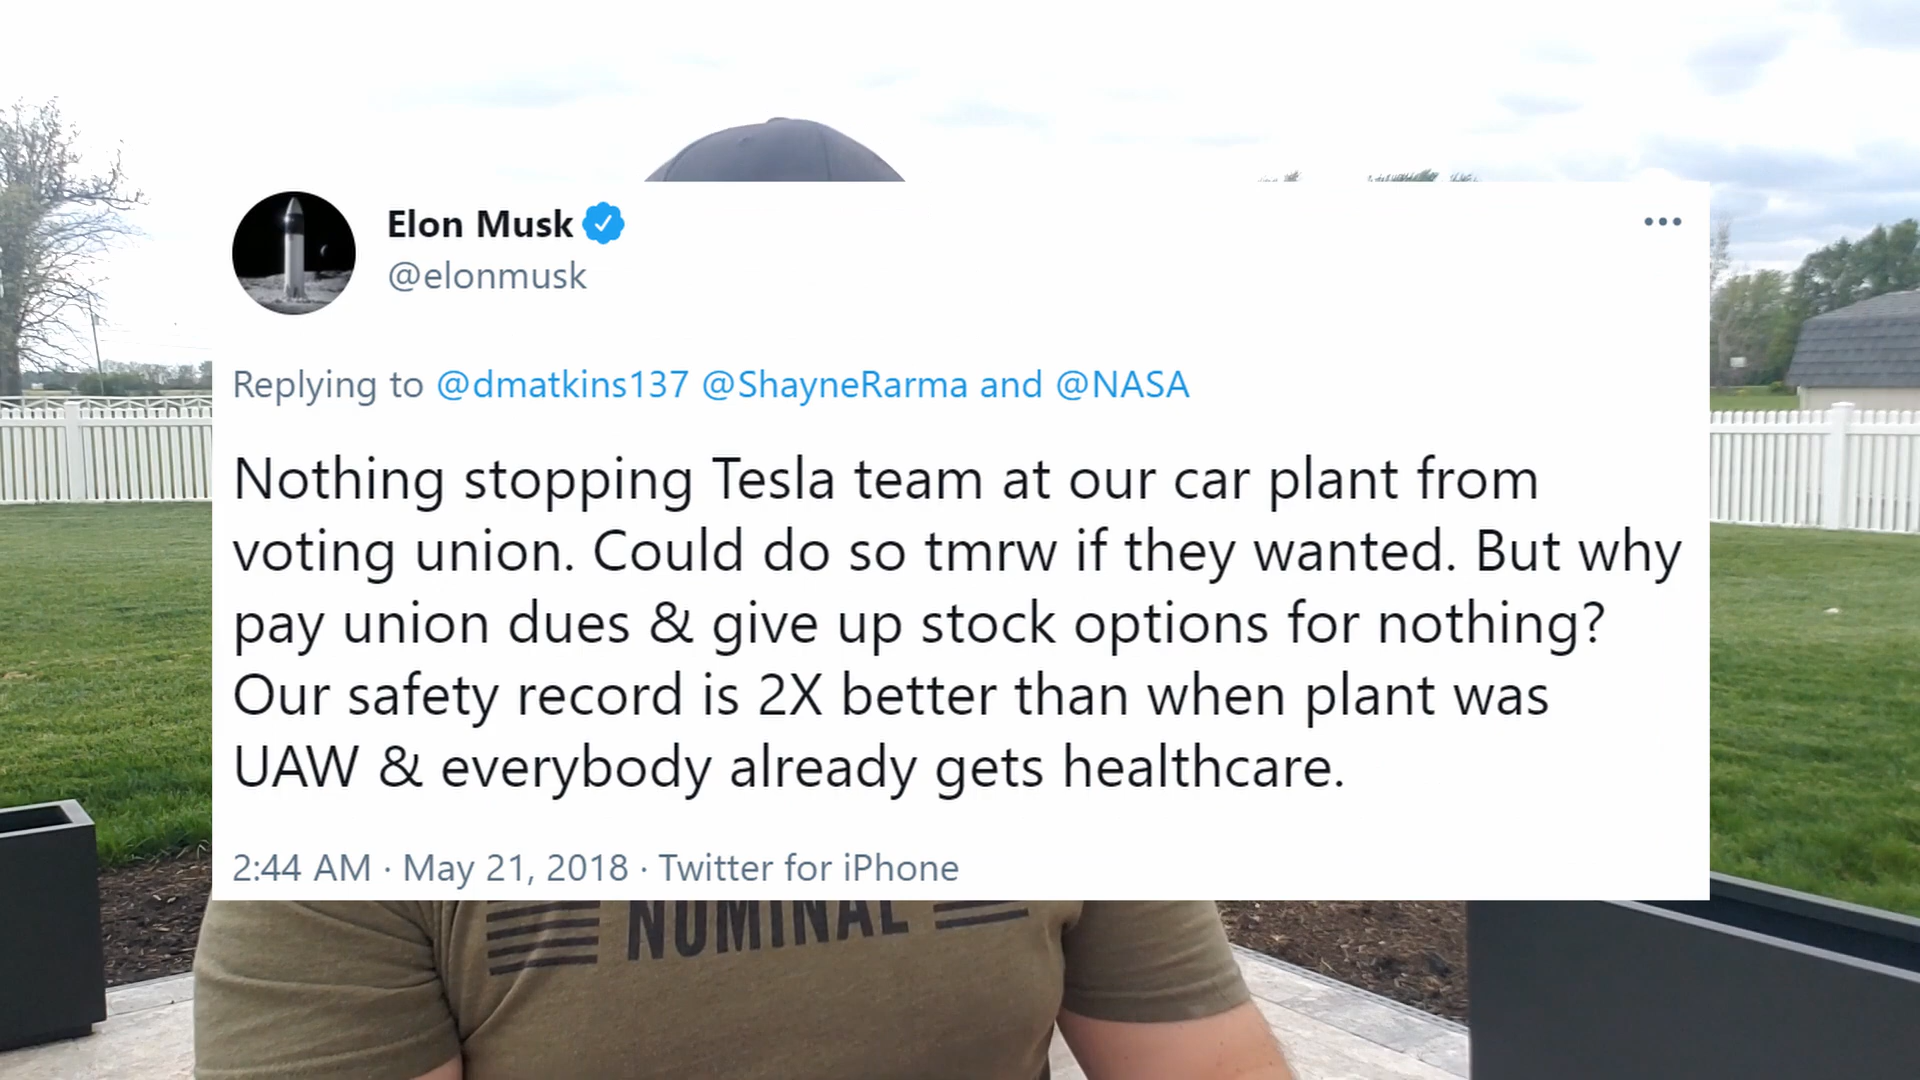 Elon Musk
@elonmusk
Replying to @dmatkins137 @ShayneRarma and @NASA
Nothing stopping Tesla team at our car plant from
voting union. Could do so tmrw if they wanted. But why
pay union dues & give up stock options for nothing?
Our safety record is 2X better than when plant was
UAW & everybody already gets healthcare.
2:44 AM · May 21, 2018 · Twitter for iPhone
NOMINAL